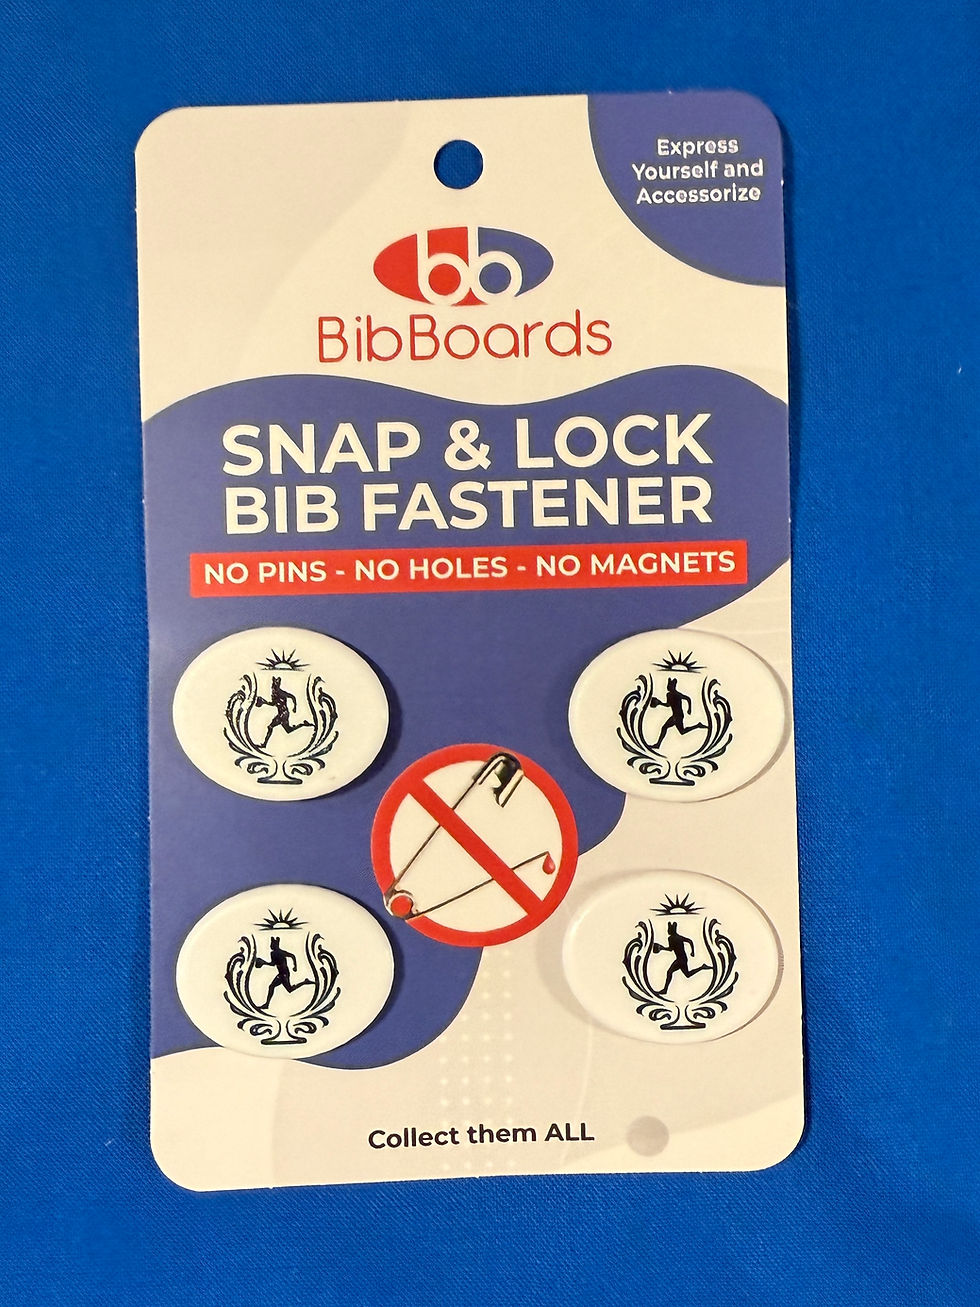 Express
Yourself and
Accessorize
bb
BibBoards
SNAP & LOCK
BIB FASTENER
NO PINS - NO HOLES - NO MAGNETS
Collect them ALL